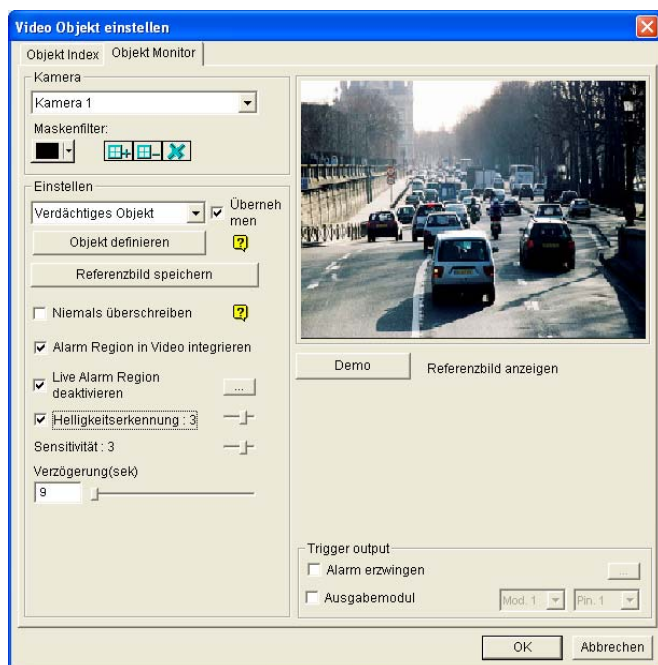 Video Objekt einstellen
Objekt Index
Objekt Monitor
Kamera
Kamera 1
Maskenfilter:
Einstellen
Verdächtiges Objekt
Überneh
men
Objekt definieren
Referenzbild speichern
Niemals überschreiben
Alarm Region in Video integrieren
Live Alarm Region
deaktivieren
...
Helligkeitserkennung : 3
Sensitivität : 3
Verzögerung(sek)
9
Demo
Referenzbild anzeigen
Trigger output
Alarm erzwingen
...
Ausgabemodul
Mod. 1
Pin. 1
OK
Abbrechen